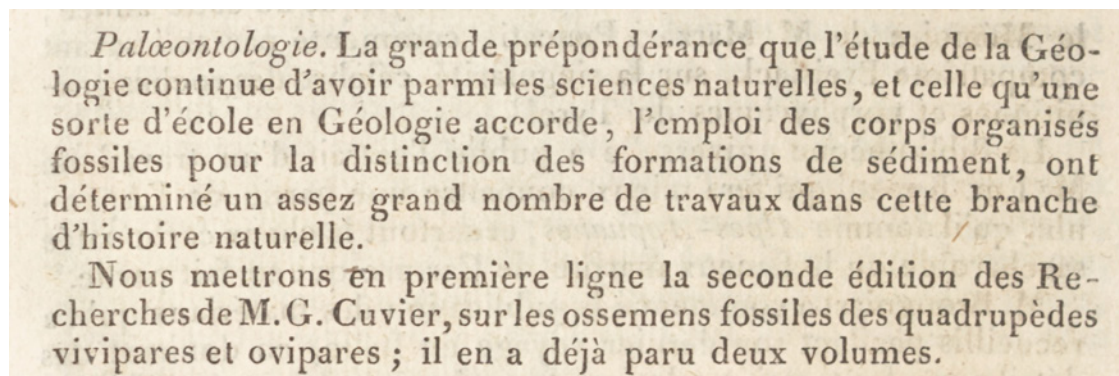 Palœontologie. La grande prépondérance que l'étude de la Géo-
logie continue d'avoir parmi les sciences naturelles, et celle qu'une
sorte d'école en Géologie accorde, l'emploi des corps organisés
fossiles pour la distinction des formations de sédiment, ont
déterminé un assez grand nombre de travaux dans cette branche
d'histoire naturelle.
Nous mettrons en première ligne la seconde édition des Re-
cherches de M. G. Cuvier, sur les ossemens fossiles des quadrupèdes
vivipares et ovipares ; il en a déjà paru deux volumes.